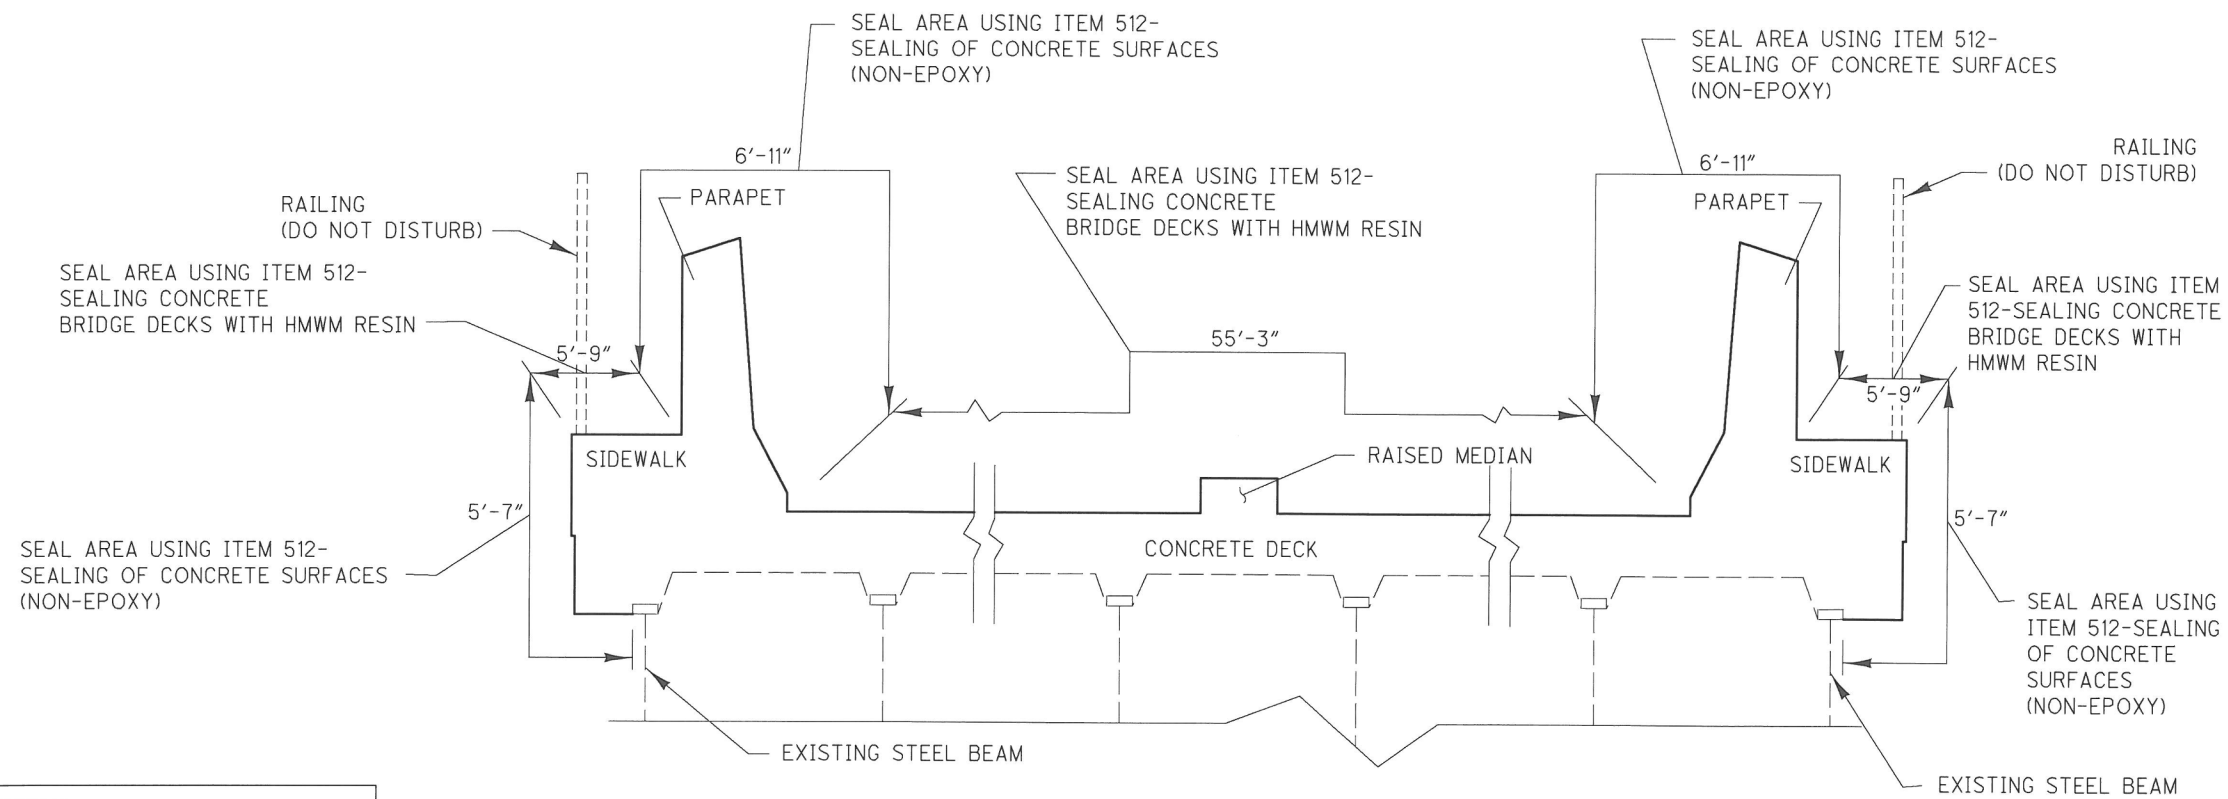 SEAL AREA USING ITEM 512-
SEALING OF CONCRETE SURFACES
(NON-EPOXY)
SEAL AREA USING ITEM 512-
SEALING OF CONCRETE SURFACES
(NON-EPOXY)
6'-11"
6'-11"
RAILING
(DO NOT DISTURB)
SEAL AREA USING ITEM 512-
SEALING CONCRETE
BRIDGE DECKS WITH HMWM RESIN
PARAPET
PARAPET
RAILING
(DO NOT DISTURB)
SEAL AREA USING ITEM 512-
SEALING CONCRETE
BRIDGE DECKS WITH HMWM RESIN
SEAL AREA USING ITEM
512-SEALING CONCRETE
BRIDGE DECKS WITH
HMWM RESIN
5'-9"
55'-3"
5'-9"
SIDEWALK
RAISED MEDIAN
SIDEWALK
5'-7"
5'-7"
SEAL AREA USING ITEM 512-
SEALING OF CONCRETE SURFACES
(NON-EPOXY)
CONCRETE DECK
SEAL AREA USING
ITEM 512-SEALING
OF CONCRETE
SURFACES
(NON-EPOXY)
EXISTING STEEL BEAM
EXISTING STEEL BEAM